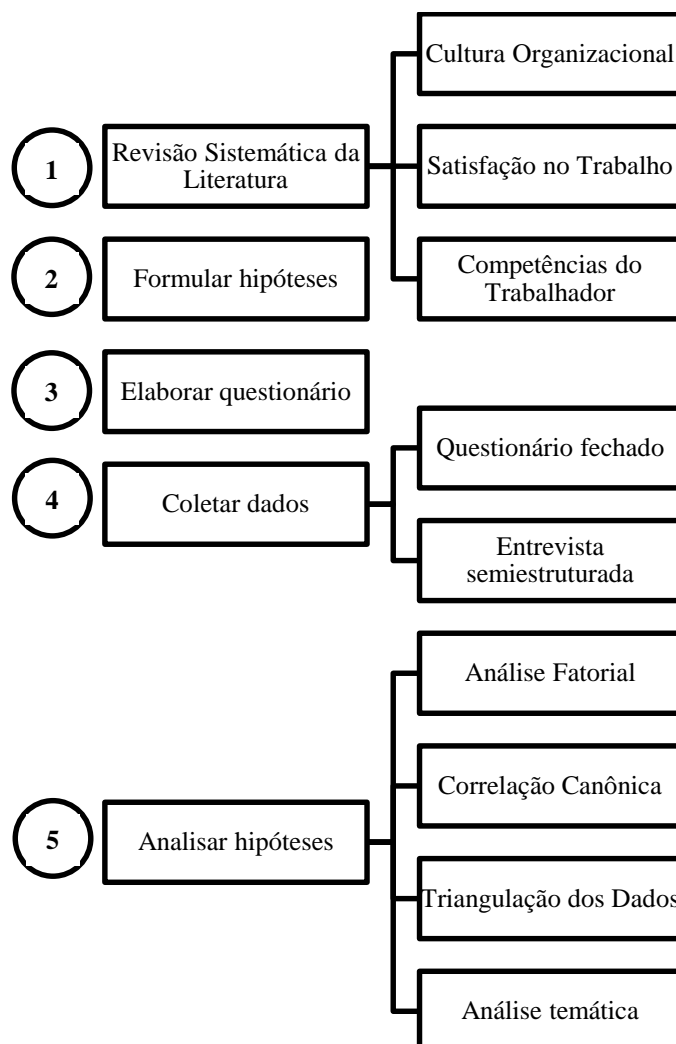 Cultura Organizacional
1
Revisão Sistemática da
Literatura
Satisfação no Trabalho
2
Formular hipóteses
Competências do
Trabalhador
3
Elaborar questionário
Questionário fechado
4
Coletar dados
Entrevista
semiestruturada
Análise Fatorial
Correlação Canônica
5
Analisar hipóteses
Triangulação dos Dados
Análise temática